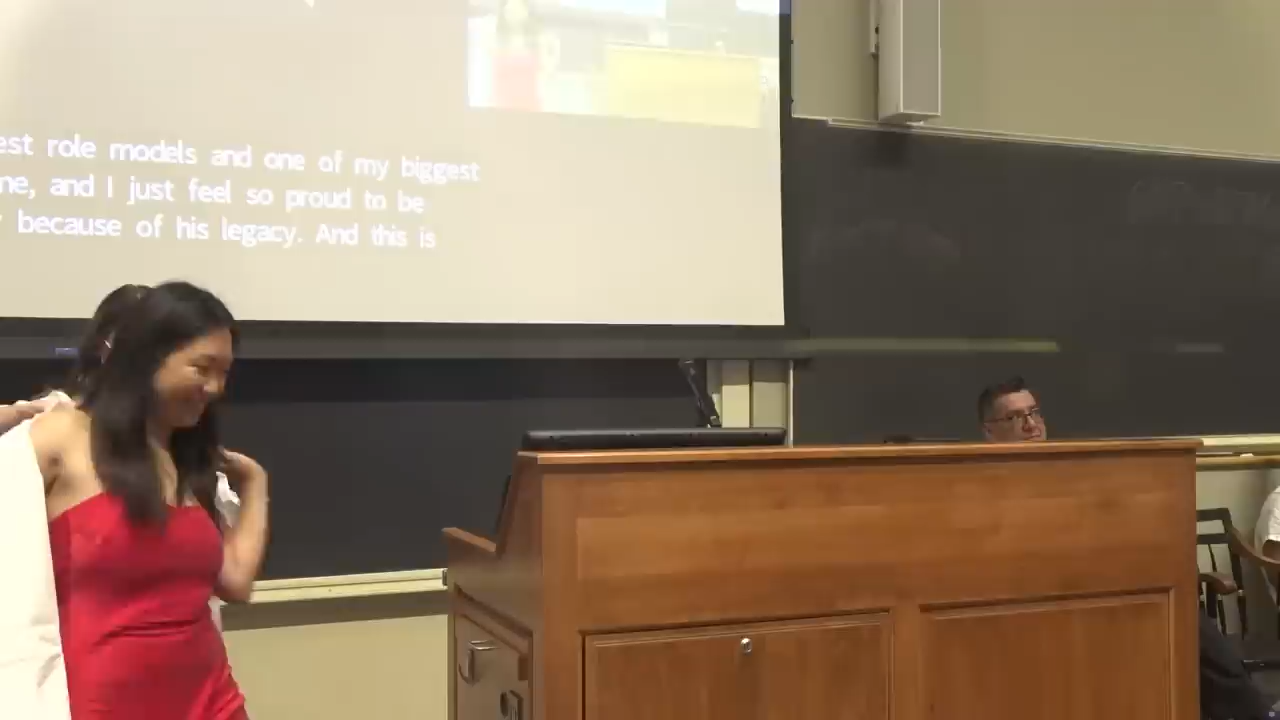 est role models and one of my biggest
me, and I just feel so proud to be
because of his legacy. And this is